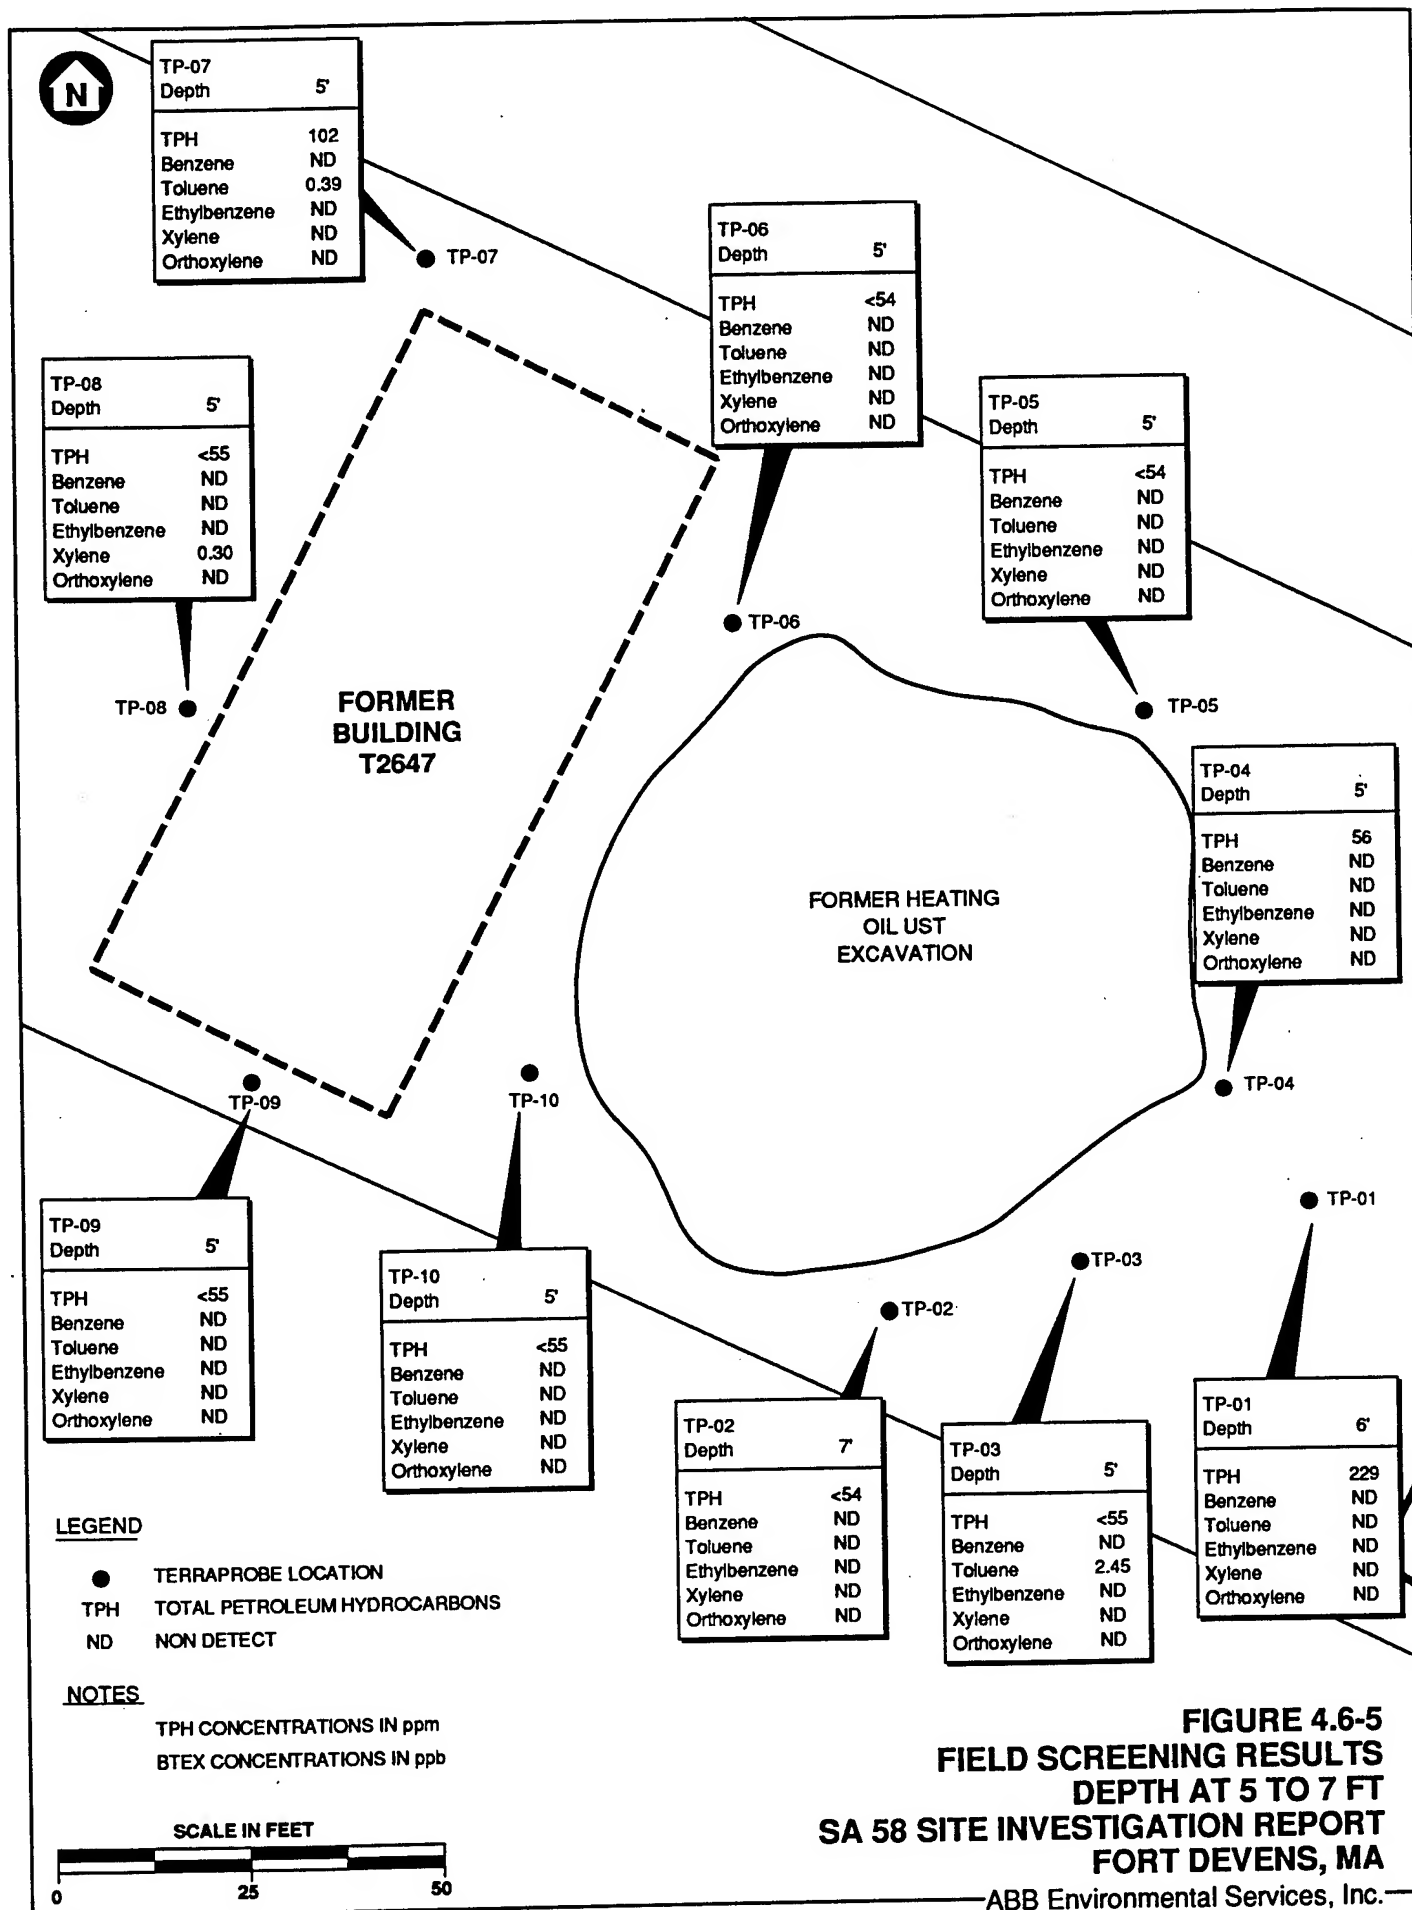 N
TP-07
Depth 5'
TPH 102
Benzene ND
Toluene 0.39
Ethylbenzene ND
Xylene ND
Orthoxylene ND
TP-07
TP-06
Depth 5'
TPH <54
Benzene ND
Toluene ND
Ethylbenzene ND
Xylene ND
Orthoxylene ND
TP-06
TP-05
Depth 5'
TPH <54
Benzene ND
Toluene ND
Ethylbenzene ND
Xylene ND
Orthoxylene ND
TP-05
TP-08
Depth 5'
TPH <55
Benzene ND
Toluene ND
Ethylbenzene ND
Xylene 0.30
Orthoxylene ND
TP-08
FORMER
BUILDING
T2647
TP-04
Depth 5'
TPH 56
Benzene ND
Toluene ND
Ethylbenzene ND
Xylene ND
Orthoxylene ND
TP-04
FORMER HEATING
OIL UST
EXCAVATION
TP-09
TP-10
TP-01
TP-03
TP-02
TP-09
Depth 5'
TPH <55
Benzene ND
Toluene ND
Ethylbenzene ND
Xylene ND
Orthoxylene ND
TP-10
Depth 5'
TPH <55
Benzene ND
Toluene ND
Ethylbenzene ND
Xylene ND
Orthoxylene ND
TP-02
Depth 7'
TPH <54
Benzene ND
Toluene ND
Ethylbenzene ND
Xylene ND
Orthoxylene ND
TP-03
Depth 5'
TPH <55
Benzene ND
Toluene 2.45
Ethylbenzene ND
Xylene ND
Orthoxylene ND
TP-01
Depth 6'
TPH 229
Benzene ND
Toluene ND
Ethylbenzene ND
Xylene ND
Orthoxylene ND
LEGEND
TERRAPROBE LOCATION
TPH TOTAL PETROLEUM HYDROCARBONS
ND NON DETECT
NOTES
TPH CONCENTRATIONS IN ppm
BTEX CONCENTRATIONS IN ppb
SCALE IN FEET
0 25 50
FIGURE 4.6-5
FIELD SCREENING RESULTS
DEPTH AT 5 TO 7 FT
SA 58 SITE INVESTIGATION REPORT
FORT DEVENS, MA
ABB Environmental Services, Inc.